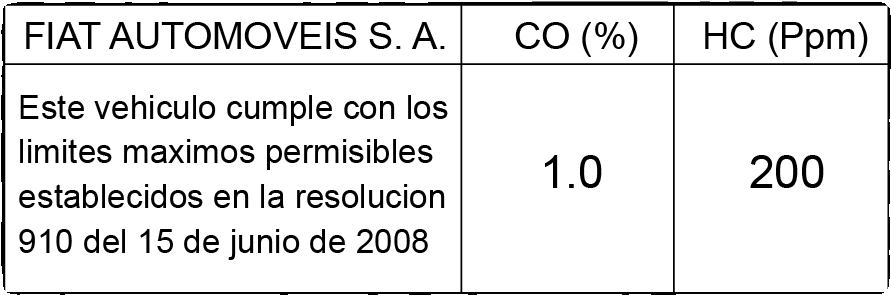 FIAT AUTOMOVEIS S. A. CO (%) HC (Ppm)
Este vehiculo cumple con los
limites maximos permisibles
establecidos en la resolucion
910 del 15 de junio de 2008
1.0
200